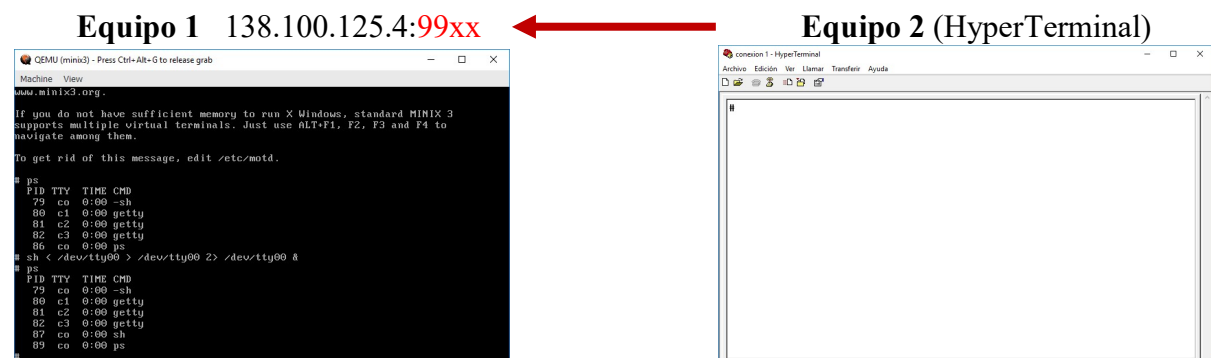 Equipo 1 138.100.125.4:99xx
Equipo 2 (HyperTerminal)
QEMU (minix3) - Press Ctrl+Alt+G to release grab
Machine View
www.minix3.org.
If you do not have sufficient memory to run X Windows, standard MINIX 3
supports multiple virtual terminals. Just use ALT+F1, F2, F3 and F4 to
navigate among them.
To get rid of this message, edit /etc/motd.
# ps
PID TTY TIME CMD
79 co 0:00 -sh
80 c1 0:00 getty
81 c2 0:00 getty
82 c3 0:00 getty
86 co 0:00 ps
# sh < /dev/tty00 > /dev/tty00 2> /dev/tty00 &
# ps
PID TTY TIME CMD
79 co 0:00 -sh
80 c1 0:00 getty
81 c2 0:00 getty
82 c3 0:00 getty
87 co 0:00 sh
89 co 0:00 ps
#
conexion 1 - HyperTerminal
Archivo Edición Ver Llamar Transferir Ayuda
#